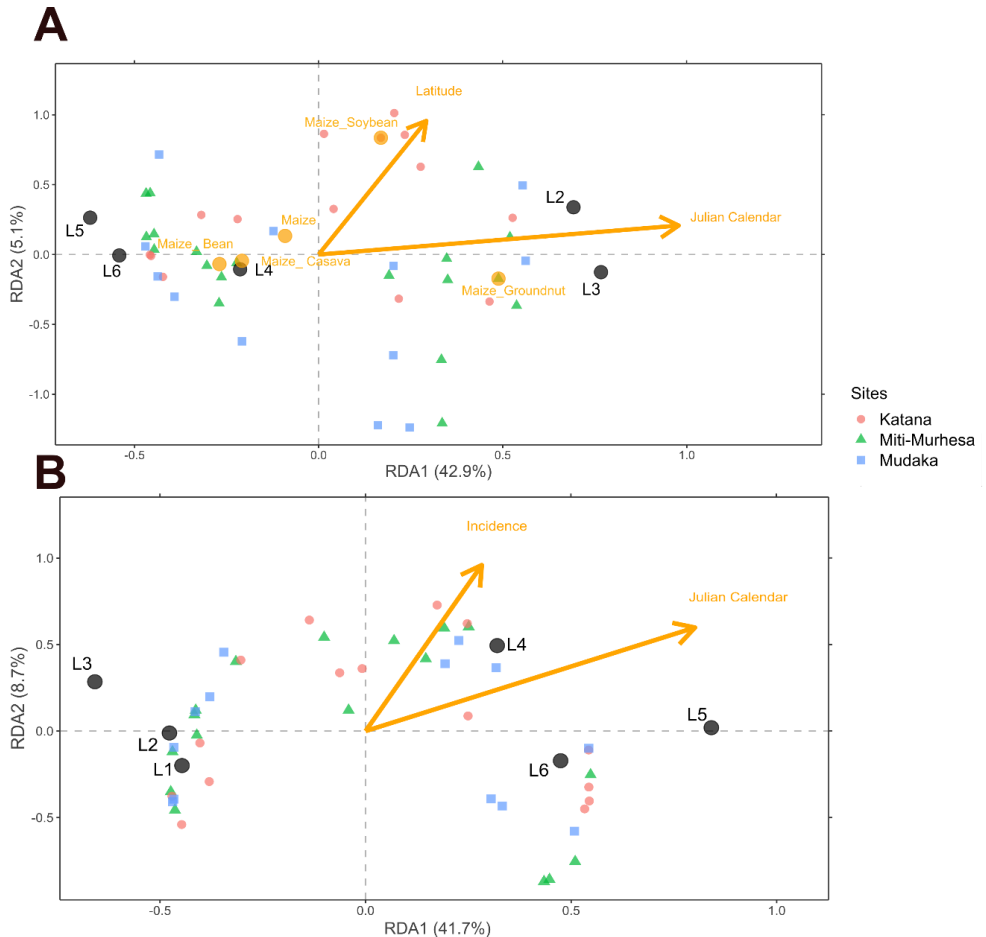 A
Latitude
1.0
Maize_Soybean
0.5
L2
L5
Maize
Julian Calendar
Maize_ Bean
0.0
L6
Maize_ Casava
L4
Maize_Groundnut
L3
-0.5
-1.0
RDA2 (5.1%)
-0.5
0.0
0.5
1.0
RDA1 (42.9%)
Sites
Katana
Miti-Murhesa
Mudaka
B
Incidence
1.0
Julian Calendar
0.5
L4
L3
L5
0.0
L2
L1
L6
-0.5
RDA2 (8.7%)
-0.5
0.0
0.5
1.0
RDA1 (41.7%)